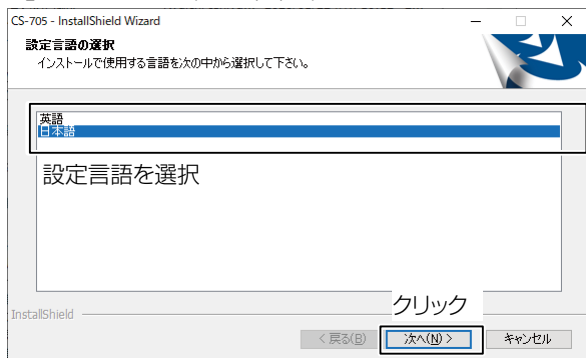 CS-705 - InstallShield Wizard
設定言語の選択
インストールで使用する言語を次の中から選択して下さい。
英語
日本語
設定言語を選択
クリック
InstallShield
< 戻る(B)
次へ(N) >
キャンセル